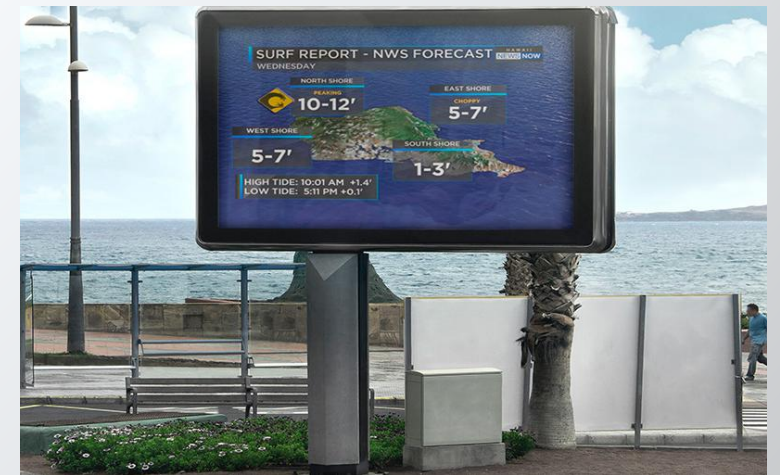 SURF REPORT - NWS FORECAST
HAWAII
NEWS NOW
WEDNESDAY
NORTH SHORE
PEAKING
10-12'
EAST SHORE
CHOPPY
5-7'
WEST SHORE
5-7'
SOUTH SHORE
1-3'
HIGH TIDE: 10:01 AM +1.4'
LOW TIDE: 5:11 PM +0.1'